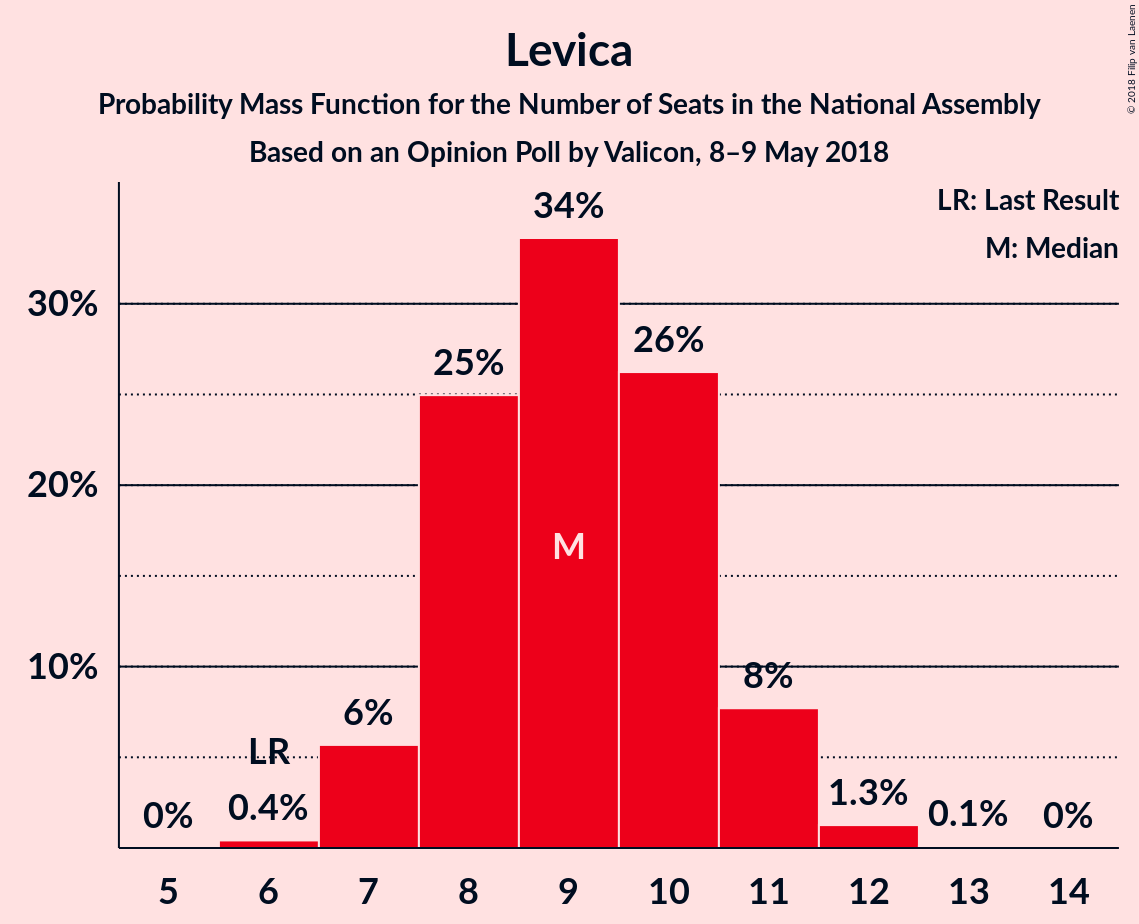 Levica
Probability Mass Function for the Number of Seats in the National Assembly
Based on an Opinion Poll by Valicon, 8–9 May 2018
© 2018 Filip van Laenen
LR: Last Result
M: Median
30%
20%
10%
0%
LR
0.4%
6%
25%
34%
M
26%
8%
1.3%
0.1%
0%
5 6 7 8 9 10 11 12 13 14